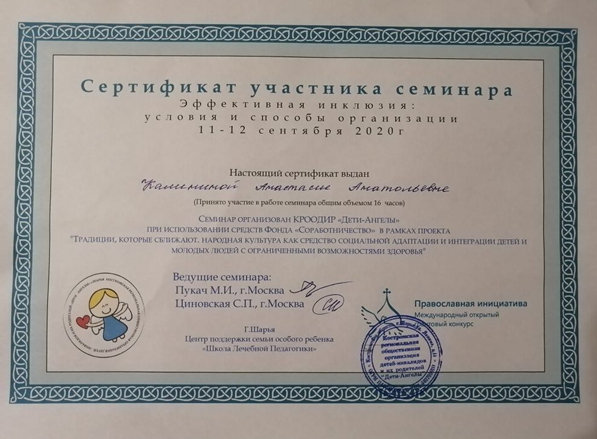 Сертификат участника семинара
Эффективная инклюзия:
условия и способы организации
11-12 сентября 2020г
Настоящий сертификат выдан
Калининой Анастасие Анатольевне
(Принято участие в работе семинара общим объемом 16 часов)
Семинар организован КРООДИР «Дети-Ангелы»
при использовании средств Фонда «Соработничество» в рамках проекта
"Традиции, которые сближают. народная культура как средство социальной адаптации и интеграции детей и
молодых людей с ограниченными возможностями здоровья"
Ведущие семинара:
Пукач М.И., г.Москва
Циновская С.П., г.Москва
Православная инициатива
Международный открытый
конкурс
Г.Шарья
Центр поддержки семьи особого ребенка
«Школа Лечебной Педагогики»
Костромская
региональная
общественная
организация
детей-инвалидов
и их родителей
"Дети-Ангелы